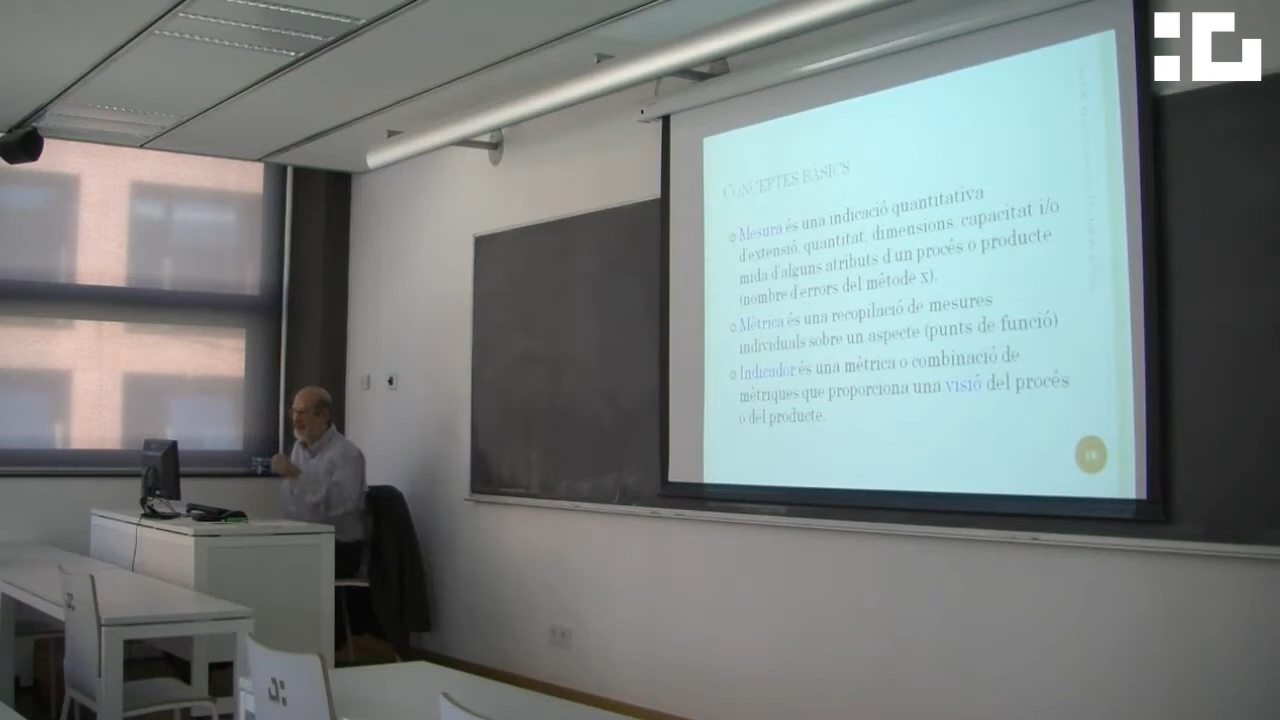 CONCEPTES BÀSICS
Mesura és una indicació quantitativa
d'extensió, quantitat, dimensions, capacitat i/o
mida d'alguns atributs d'un procés o producte
(nombre d'errors del mètode x).
Mètrica és una recopilació de mesures
individuals sobre un aspecte (punts de funció)
Indicador és una mètrica o combinació de
mètriques que proporciona una visió del procés
o del producte.